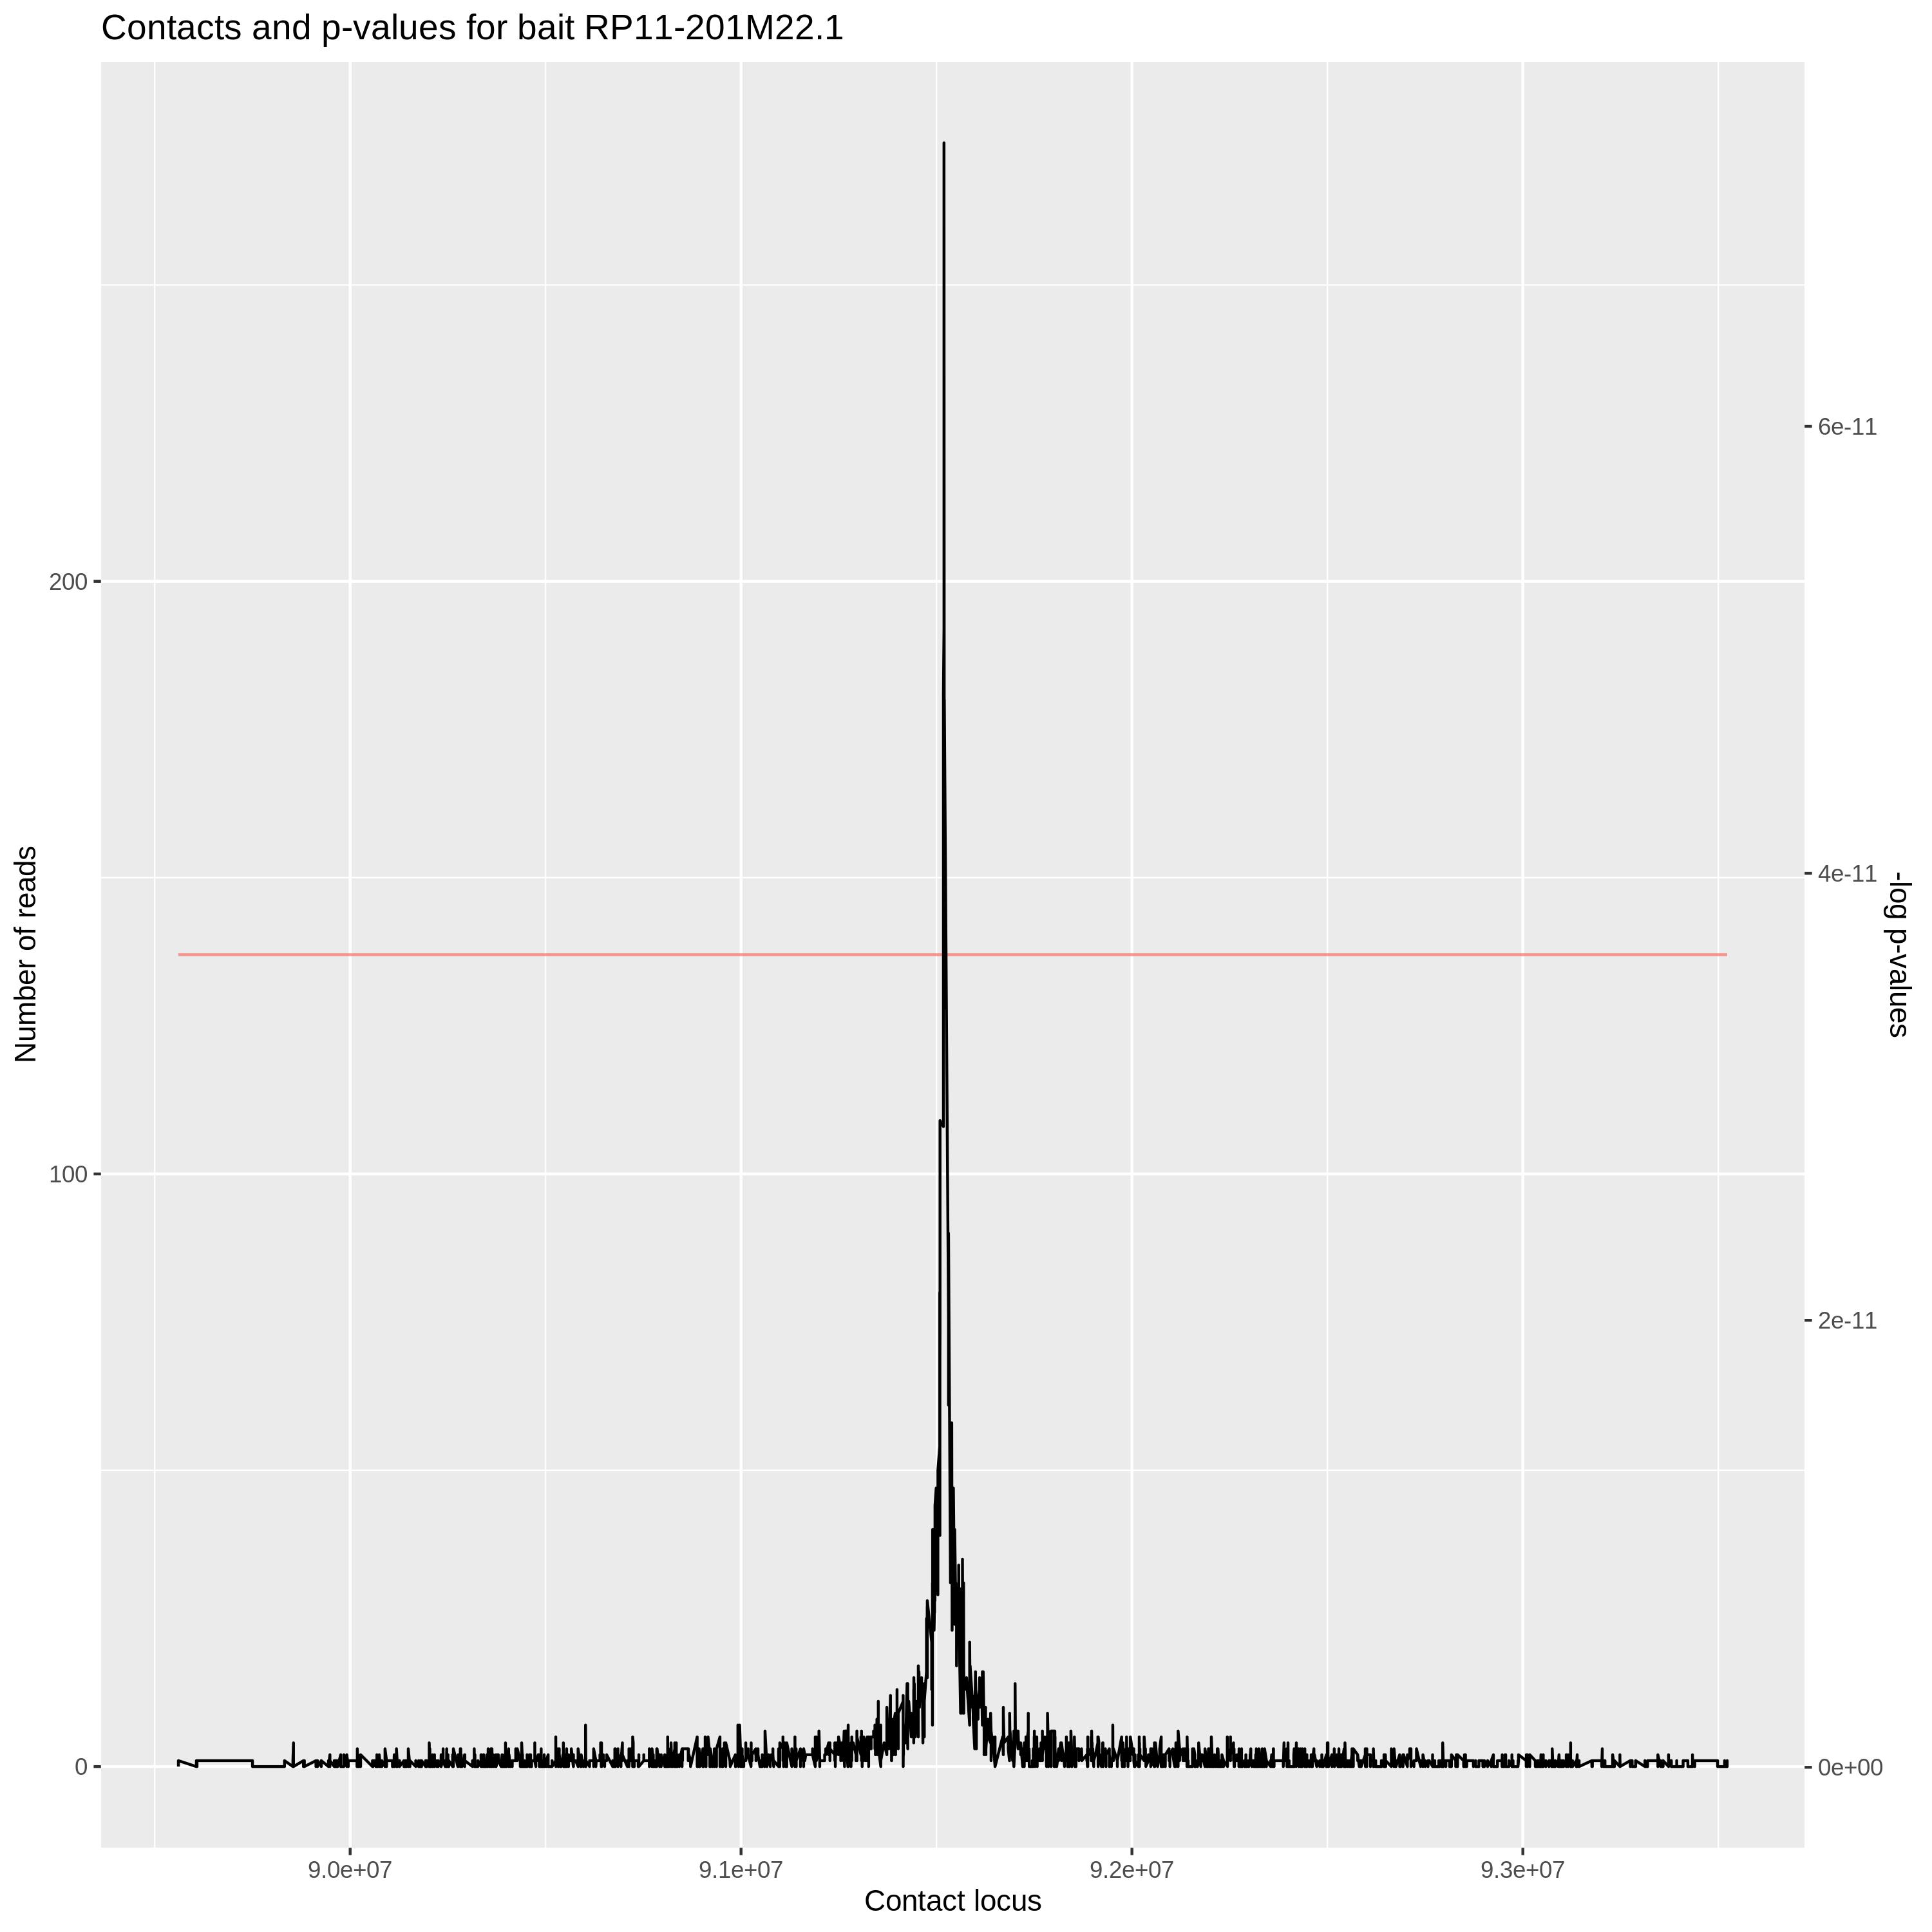 Contacts and p-values for bait RP11-201M22.1
Number of reads
200
100
0
6e-11
4e-11
2e-11
0e+00
-log p-values
9.0e+07
9.1e+07
9.2e+07
9.3e+07
Contact locus